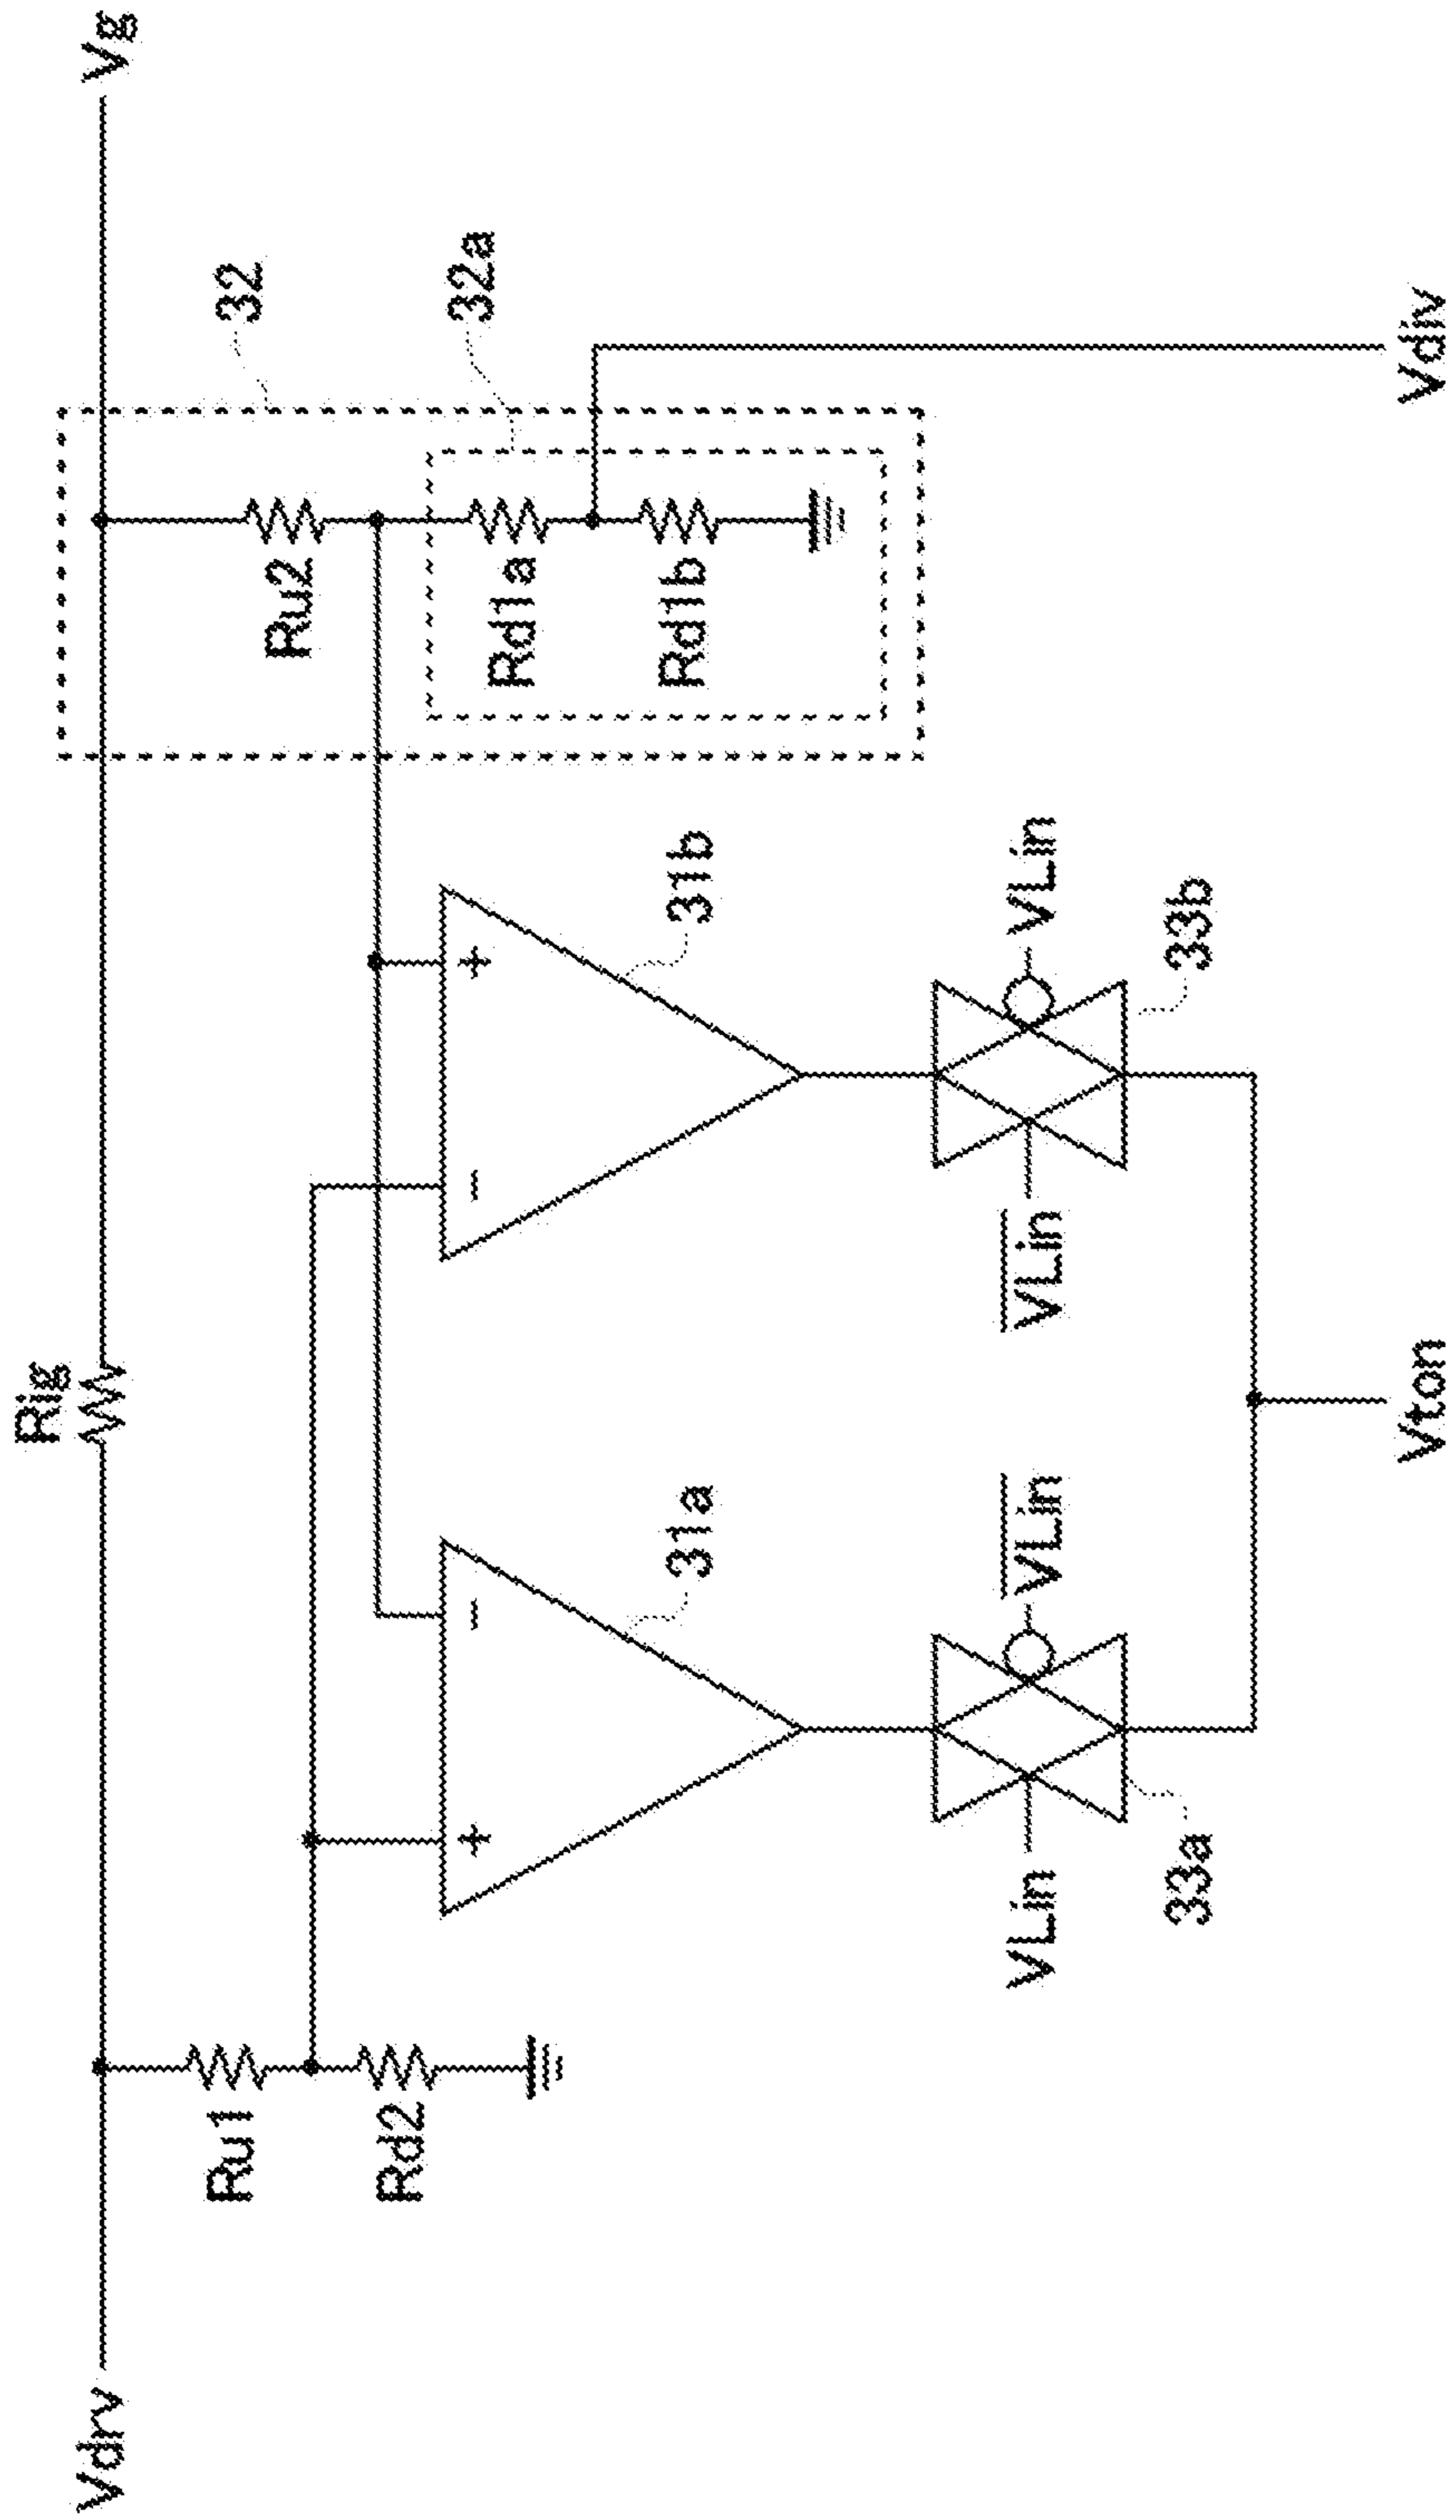 Vdrv
Rig
Vg
Ru1
Rd2
Ru2
32
32a
Rd1a
Rd1b
+
−
31a
−
+
31b
VLin
VLin
33a
VLin
VLin
33b
Vton
Vdiv